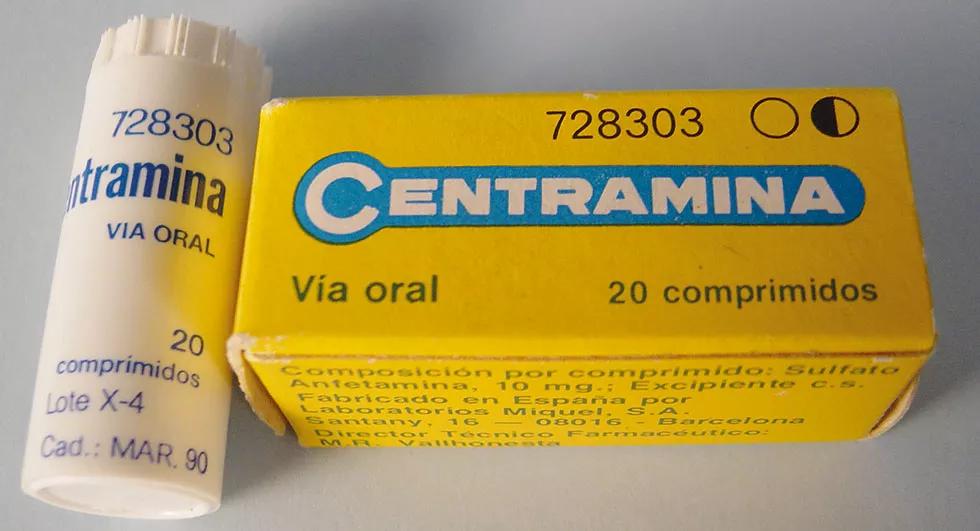 728303
ntramina
VIA ORAL
20
comprimidos
Lote X-4
Cad.: MAR. 90
728303
CENTRAMINA
Vía oral 20 comprimidos
Composición por comprimido: Sulfato
Anfetamina, 10 mg.; Excipiente c.s.
Fabricado en España por
Laboratorios Miquel, S.A.
Santany, 16 — 08016 - Barcelona
Director Técnico Farmacéutico:
M.R. Vallhonesta